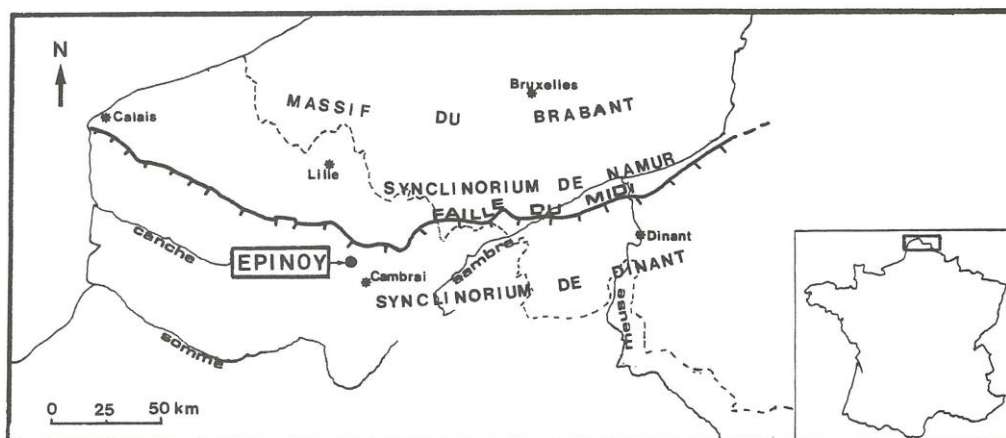 N
Bruxelles
MASSIF DU BRABANT
Calais
Lille
SYNCLINORIUM DE NAMUR
FAILLE DU MIDI
canche
EPINOY
sambre
Dinant
Cambrai
SYNCLINORIUM DE DINANT
somme
meuse
0 25 50 km